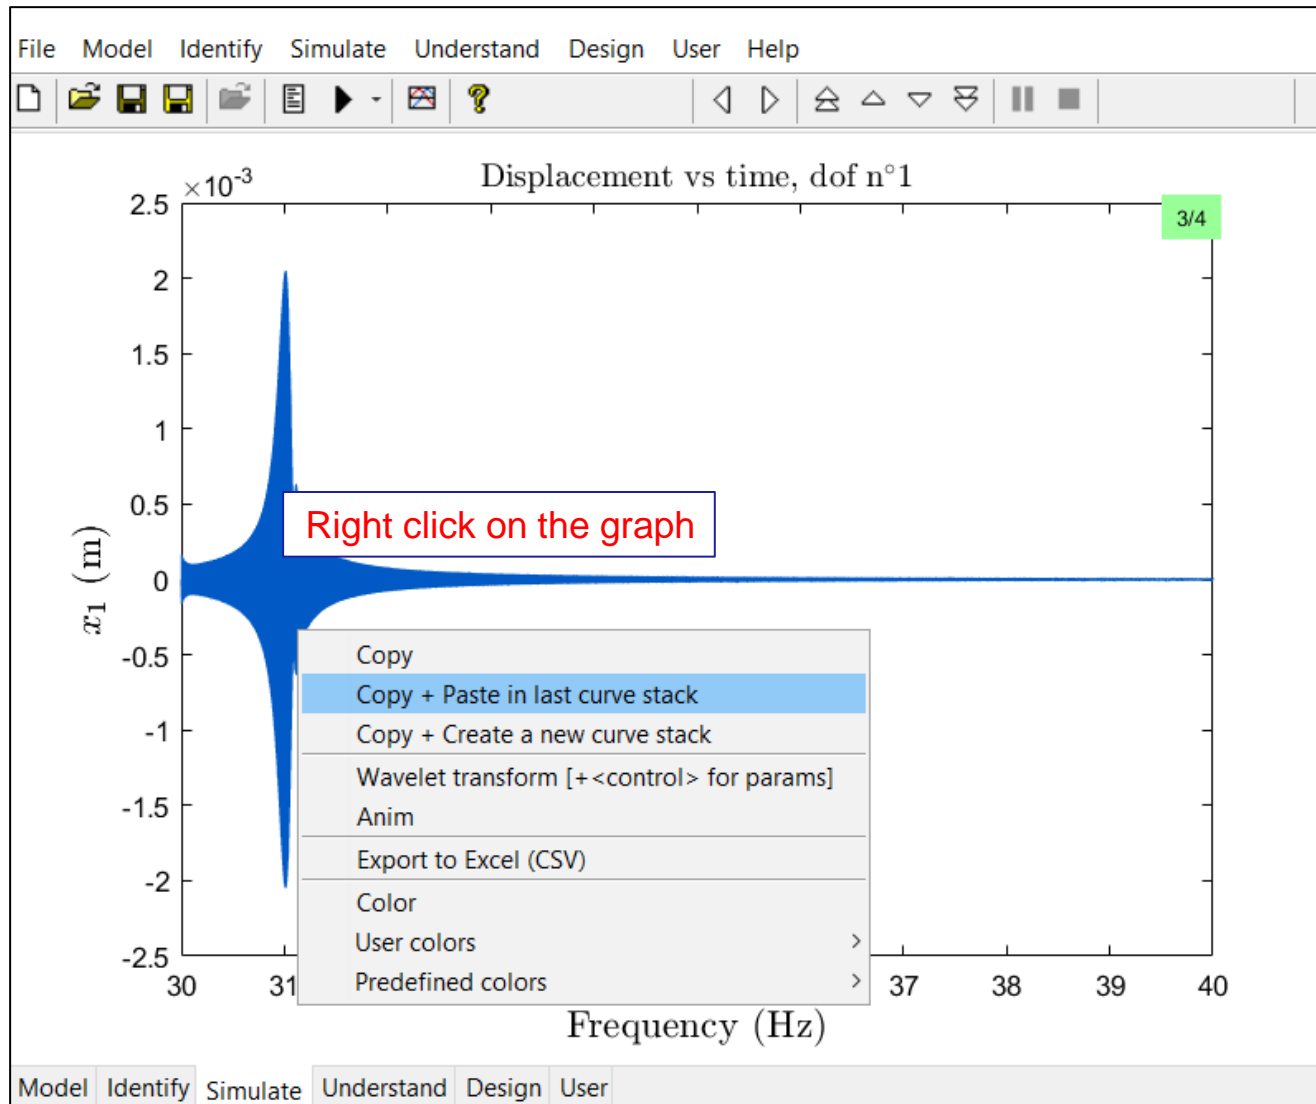 File Model Identify Simulate Understand Design User Help
Displacement vs time, dof n°1
×10-3
3/4
2.5
2
1.5
1
0.5
0
-0.5
-1
-1.5
-2
-2.5
x1 (m)
Right click on the graph
Copy
Copy + Paste in last curve stack
Copy + Create a new curve stack
Wavelet transform [+<control> for params]
Anim
Export to Excel (CSV)
Color
User colors
Predefined colors
30 31 37 38 39 40
Frequency (Hz)
Model Identify Simulate Understand Design User